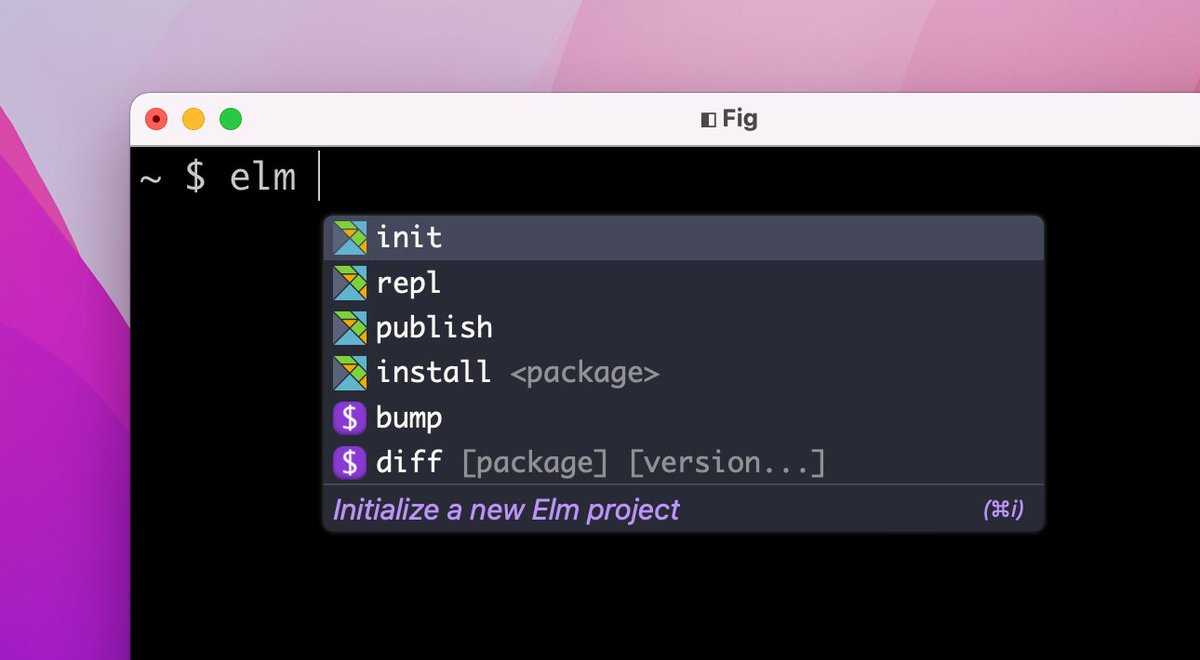 Fig
~ $ elm
init
repl
publish
install <package>
$ bump
$ diff [package] [version...]
Initialize a new Elm project (⌘i)